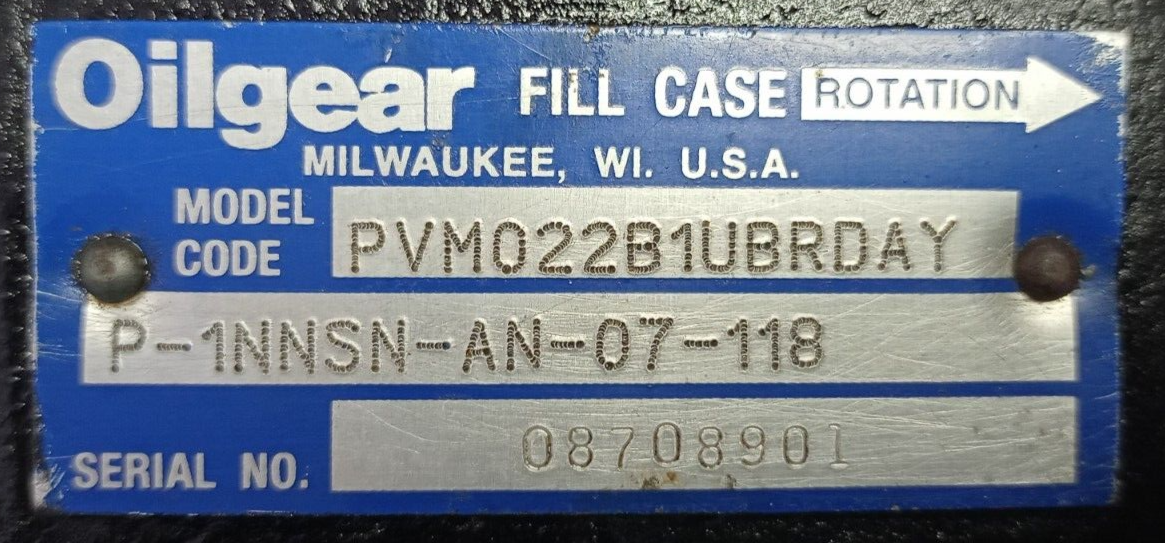 Oilgear FILL CASE ROTATION
MILWAUKEE, WI. U.S.A.
MODEL CODE PVM022B1UBRDAY
P-1NNSN-AN-07-118
SERIAL NO. 08708901